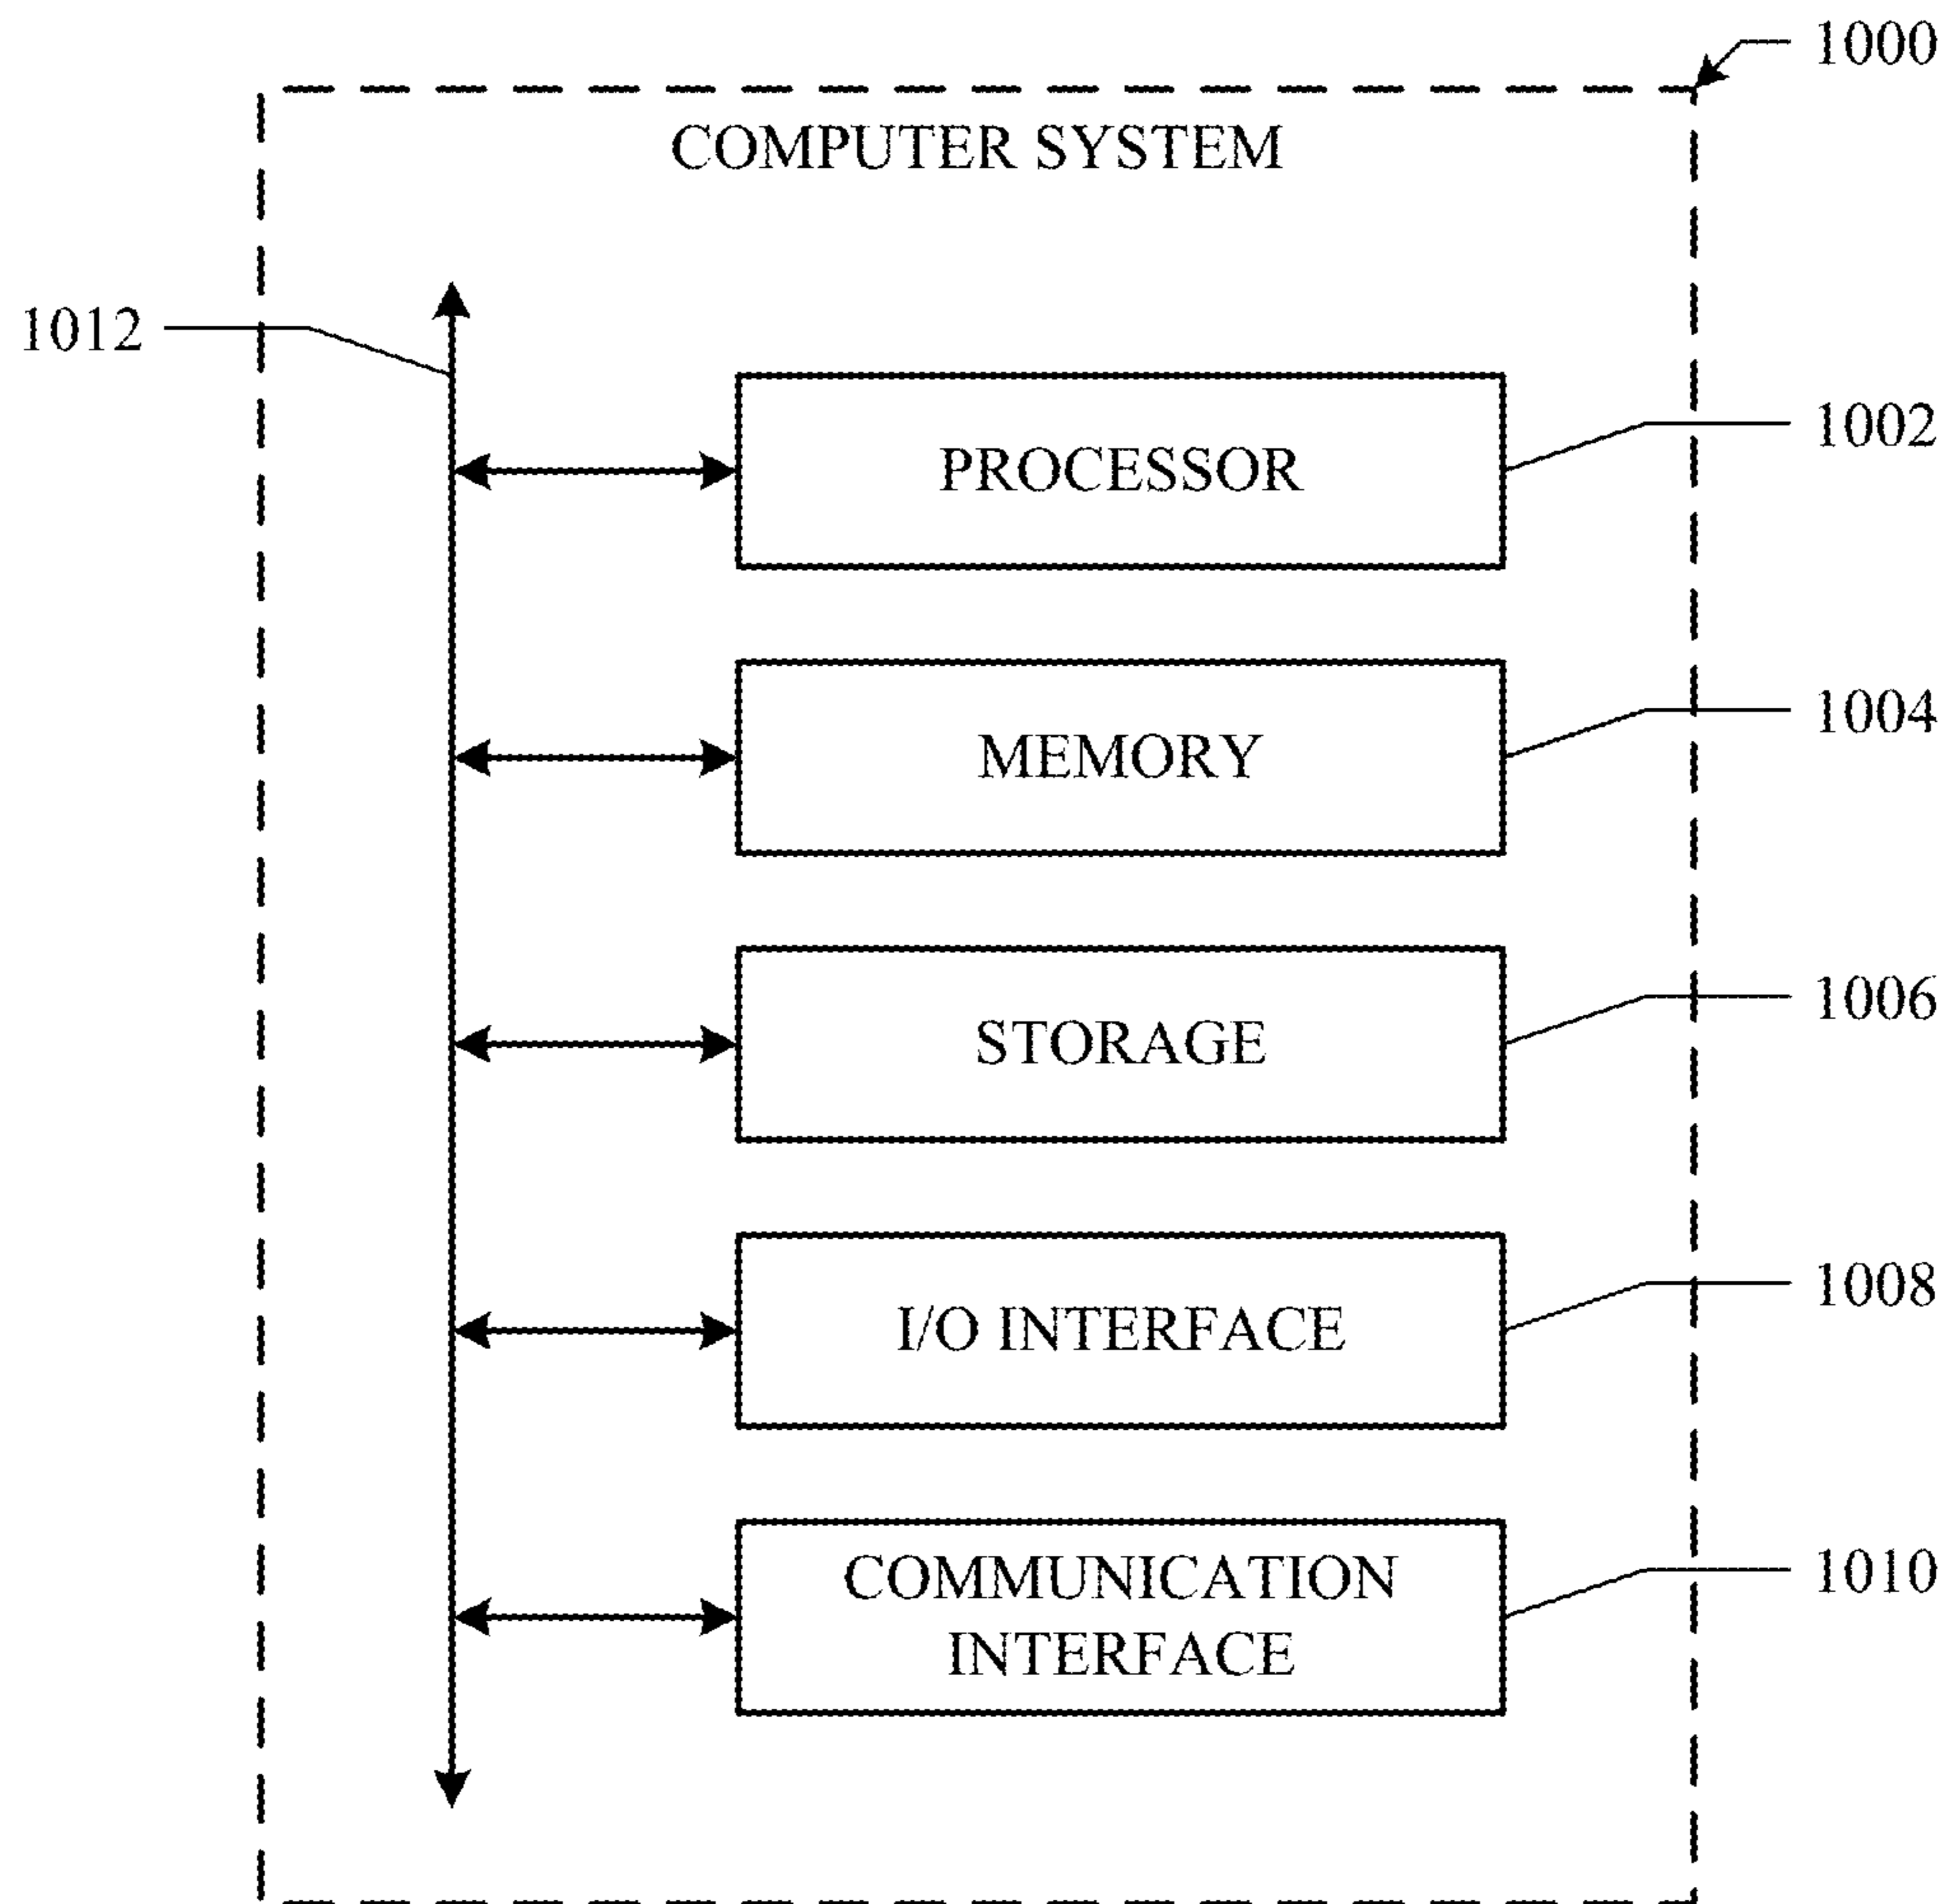 1000
COMPUTER SYSTEM
1012
PROCESSOR
1002
MEMORY
1004
STORAGE
1006
I/O INTERFACE
1008
COMMUNICATION
INTERFACE
1010